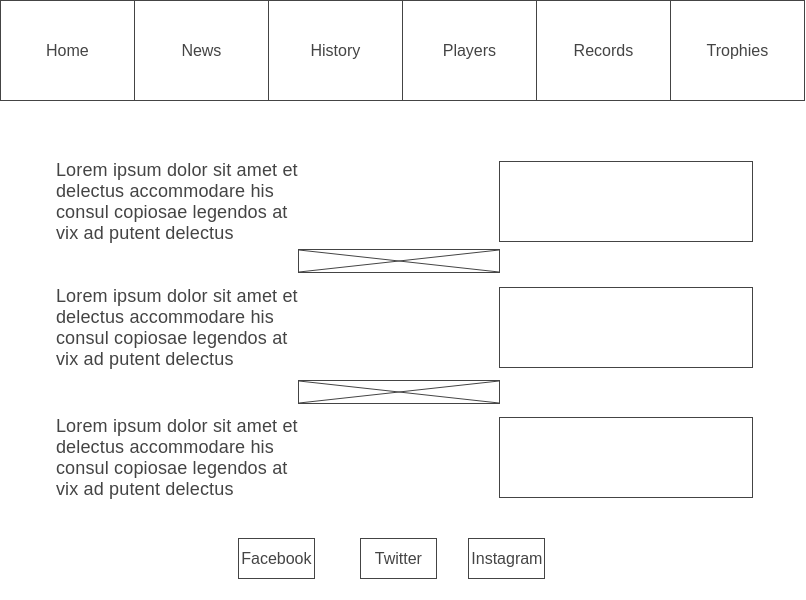 Home News History Players Records Trophies
Lorem ipsum dolor sit amet et
delectus accommodare his
consul copiosae legendos at
vix ad putent delectus
Lorem ipsum dolor sit amet et
delectus accommodare his
consul copiosae legendos at
vix ad putent delectus
Lorem ipsum dolor sit amet et
delectus accommodare his
consul copiosae legendos at
vix ad putent delectus
Facebook Twitter Instagram